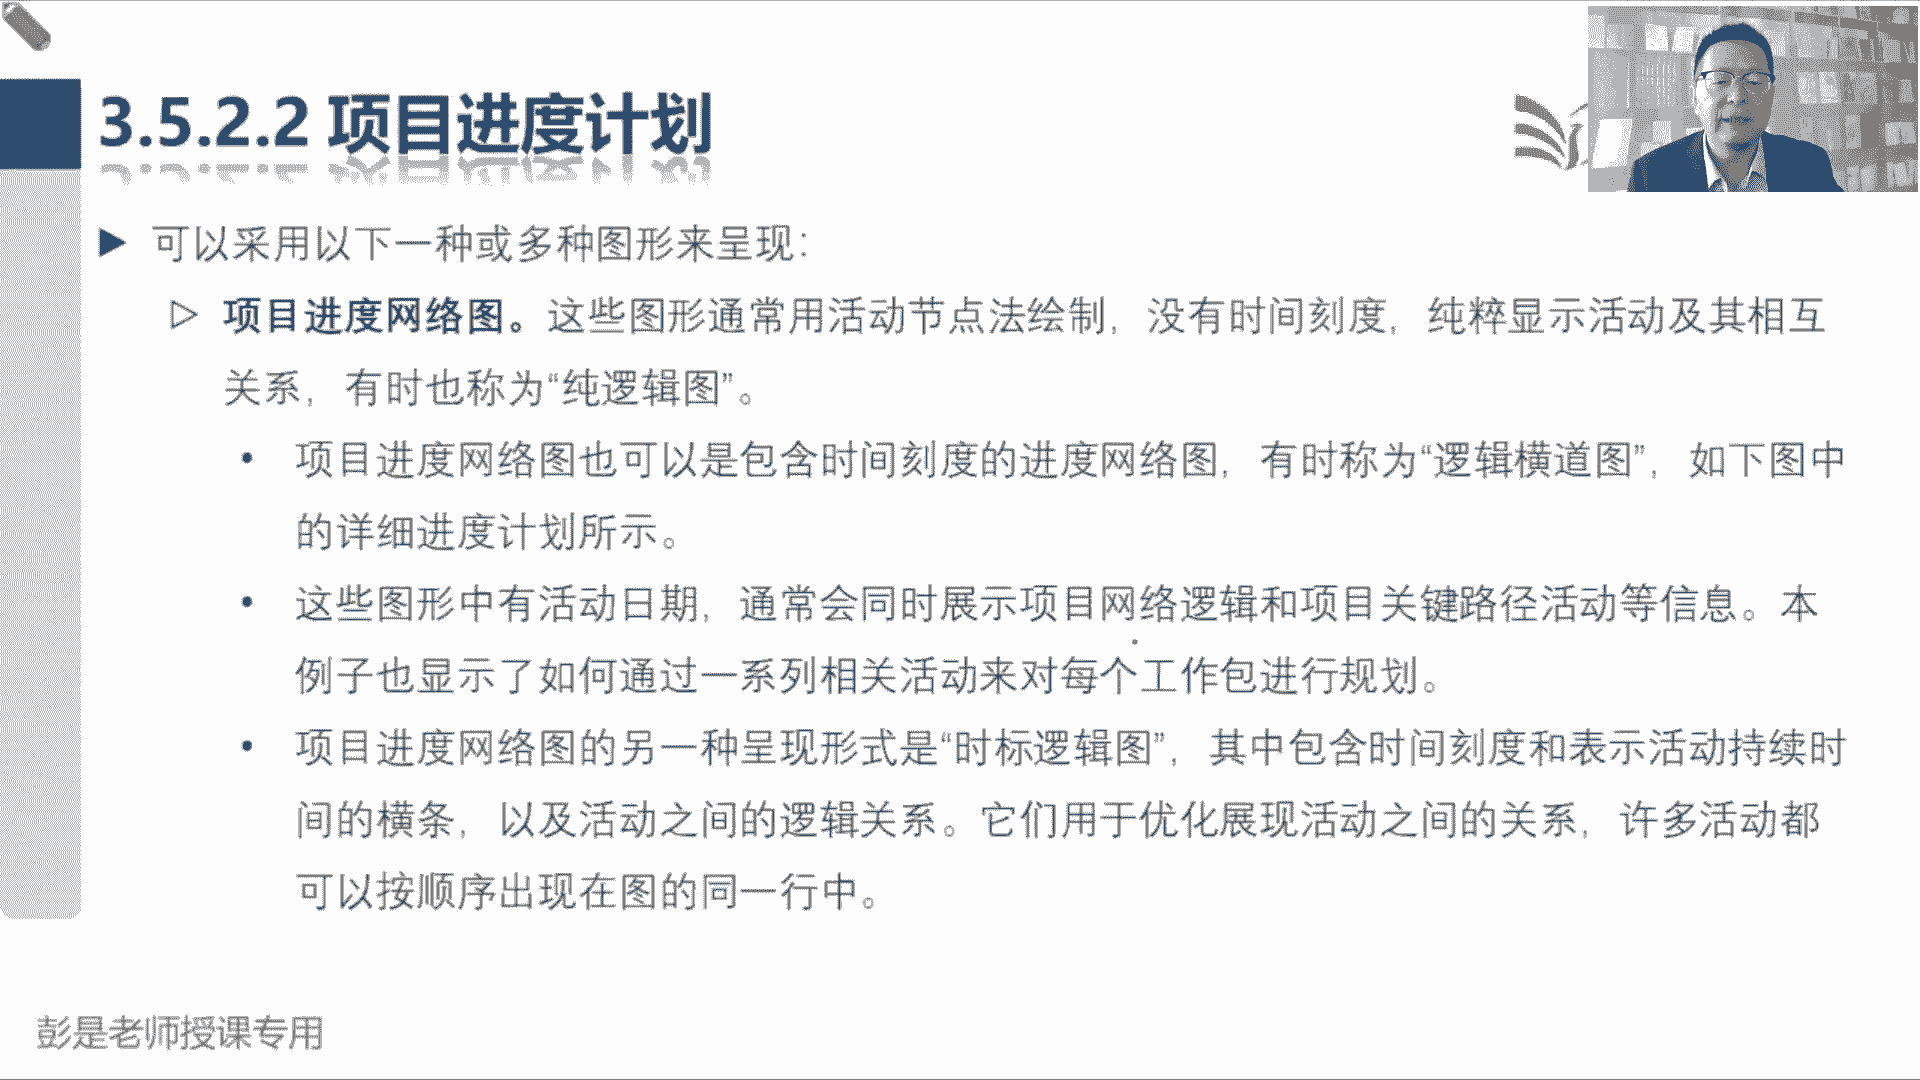 3.5.2.2 项目进度计划
可以采用以下一种或多种图形来呈现：
项目进度网络图。这些图形通常用活动节点法绘制，没有时间刻度，纯粹显示活动及其相互
关系，有时也称为“纯逻辑图”。
• 项目进度网络图也可以是包含时间刻度的进度网络图，有时称为“逻辑横道图”，如下图中
的详细进度计划所示。
• 这些图形中有活动日期，通常会同时展示项目网络逻辑和项目关键路径活动等信息。本
例子也显示了如何通过一系列相关活动来对每个工作包进行规划。
• 项目进度网络图的另一种呈现形式是“时标逻辑图”，其中包含时间刻度和表示活动持续时
间的横条，以及活动之间的逻辑关系。它们用于优化展现活动之间的关系，许多活动都
可以按顺序出现在图的同一行中。
彭是老师授课专用